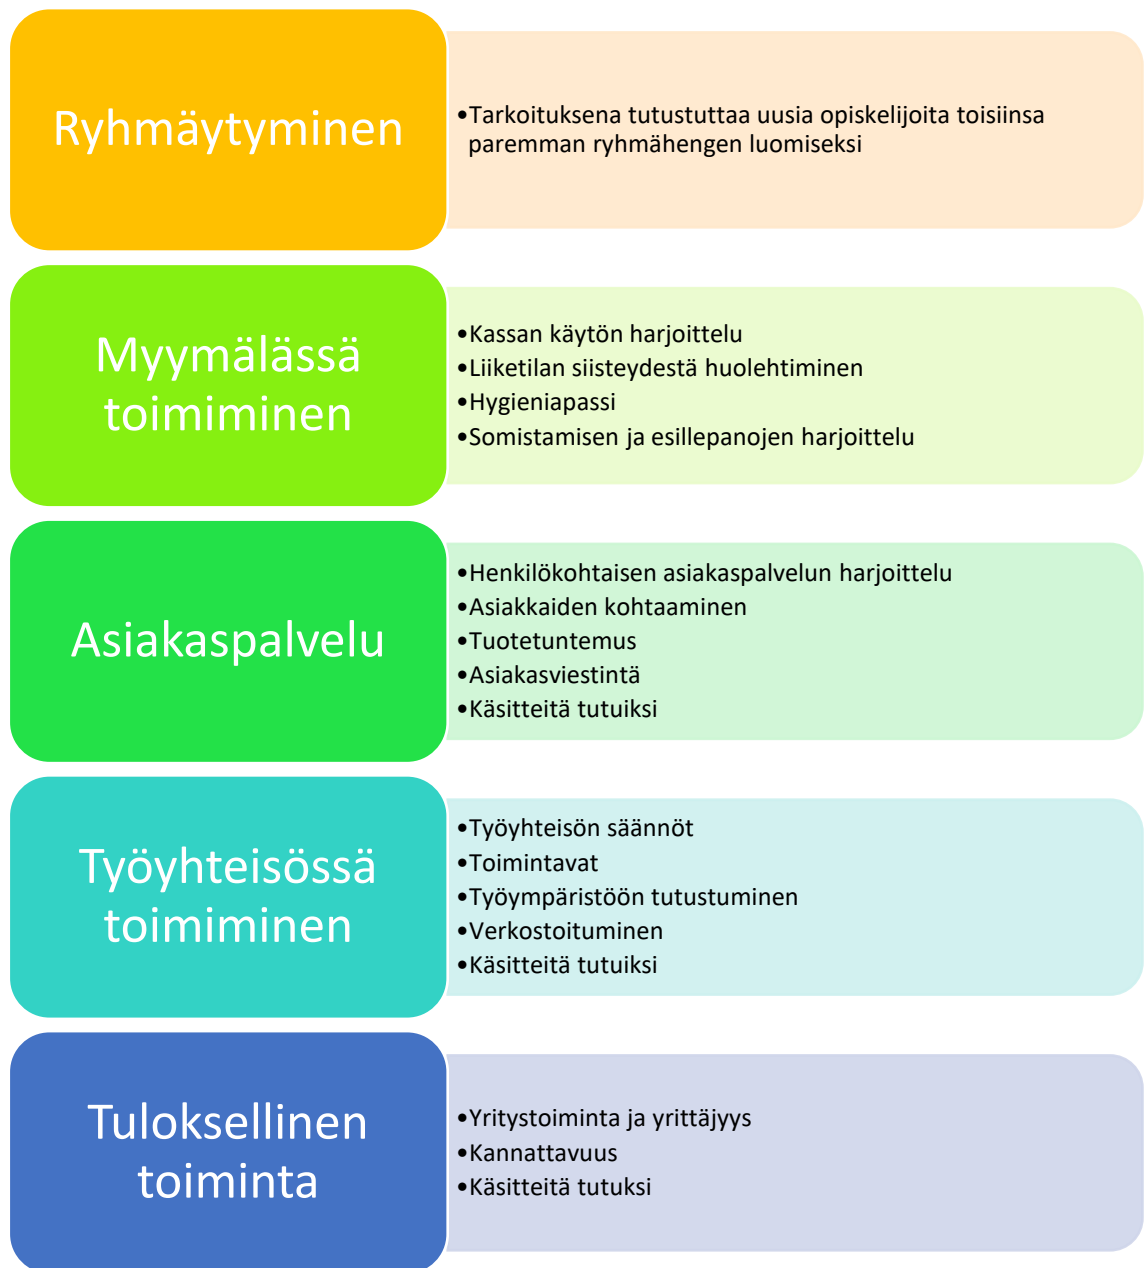 Ryhmäytyminen
•Tarkoituksena tutustuttaa uusia opiskelijoita toisiinsa
paremman ryhmähengen luomiseksi
Myymälässä
toimiminen
•Kassan käytön harjoittelu
•Liiketilan siisteydestä huolehtiminen
•Hygieniapassi
•Somistamisen ja esillepanojen harjoittelu
Asiakaspalvelu
•Henkilökohtaisen asiakaspalvelun harjoittelu
•Asiakkaiden kohtaaminen
•Tuotetuntemus
•Asiakasviestintä
•Käsitteitä tutuiksi
Työyhteisössä
toimiminen
•Työyhteisön säännöt
•Toimintavat
•Työympäristöön tutustuminen
•Verkostoituminen
•Käsitteitä tutuiksi
Tuloksellinen
toiminta
•Yritystoiminta ja yrittäjyys
•Kannattavuus
•Käsitteitä tutuksi